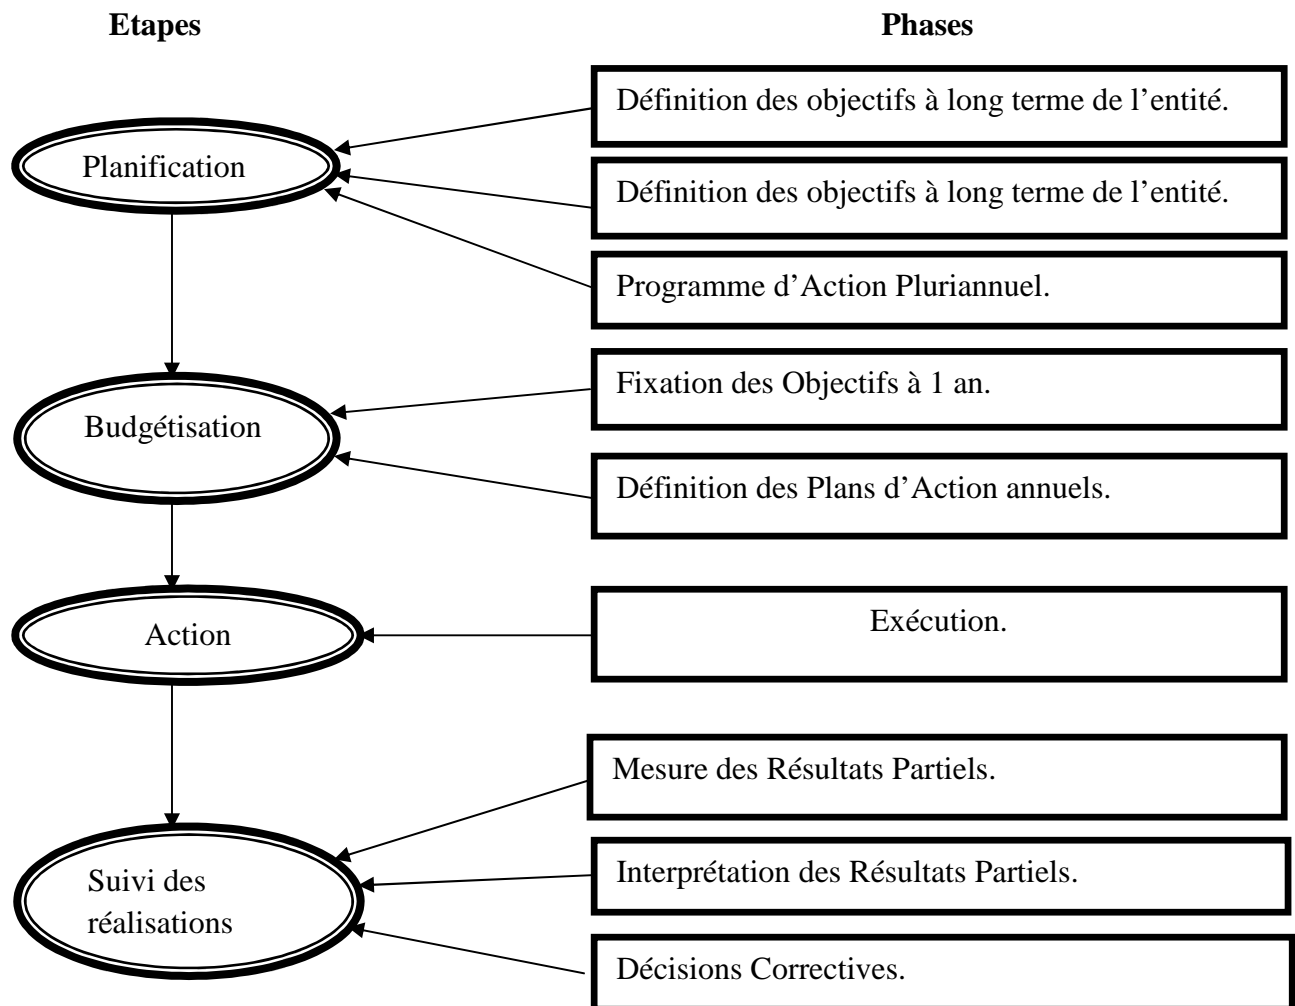 Etapes
Phases
Définition des objectifs à long terme de l’entité.
Planification
Définition des objectifs à long terme de l’entité.
Programme d’Action Pluriannuel.
Fixation des Objectifs à 1 an.
Budgétisation
Définition des Plans d’Action annuels.
Action
Exécution.
Mesure des Résultats Partiels.
Suivi des
réalisations
Interprétation des Résultats Partiels.
Décisions Correctives.